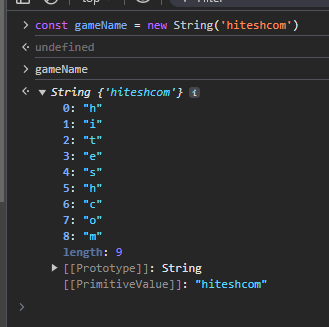 top
Filter
> const gameName = new String('hiteshcom')
<· undefined
> gameName
<· ▼ String {'hiteshcom'} i
0: "h"
1: "i"
2: "t"
3: "e"
4: "s"
5: "h"
6: "c"
7: "o"
8: "m"
length: 9
▶ [[Prototype]]: String
[[PrimitiveValue]]: "hiteshcom"
>